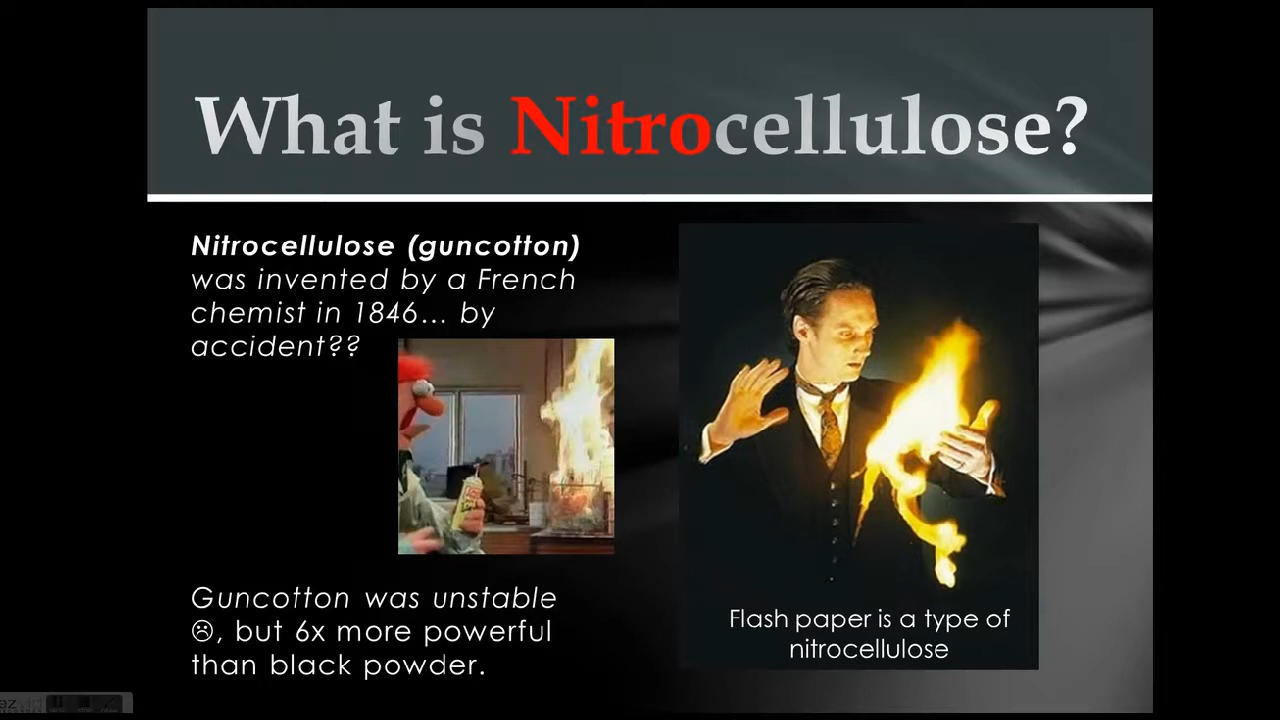 What is Nitrocellulose?
Nitrocellulose (guncotton)
was invented by a French
chemist in 1846... by
accident??
Guncotton was unstable
☹, but 6x more powerful
than black powder.
Flash paper is a type of
nitrocellulose